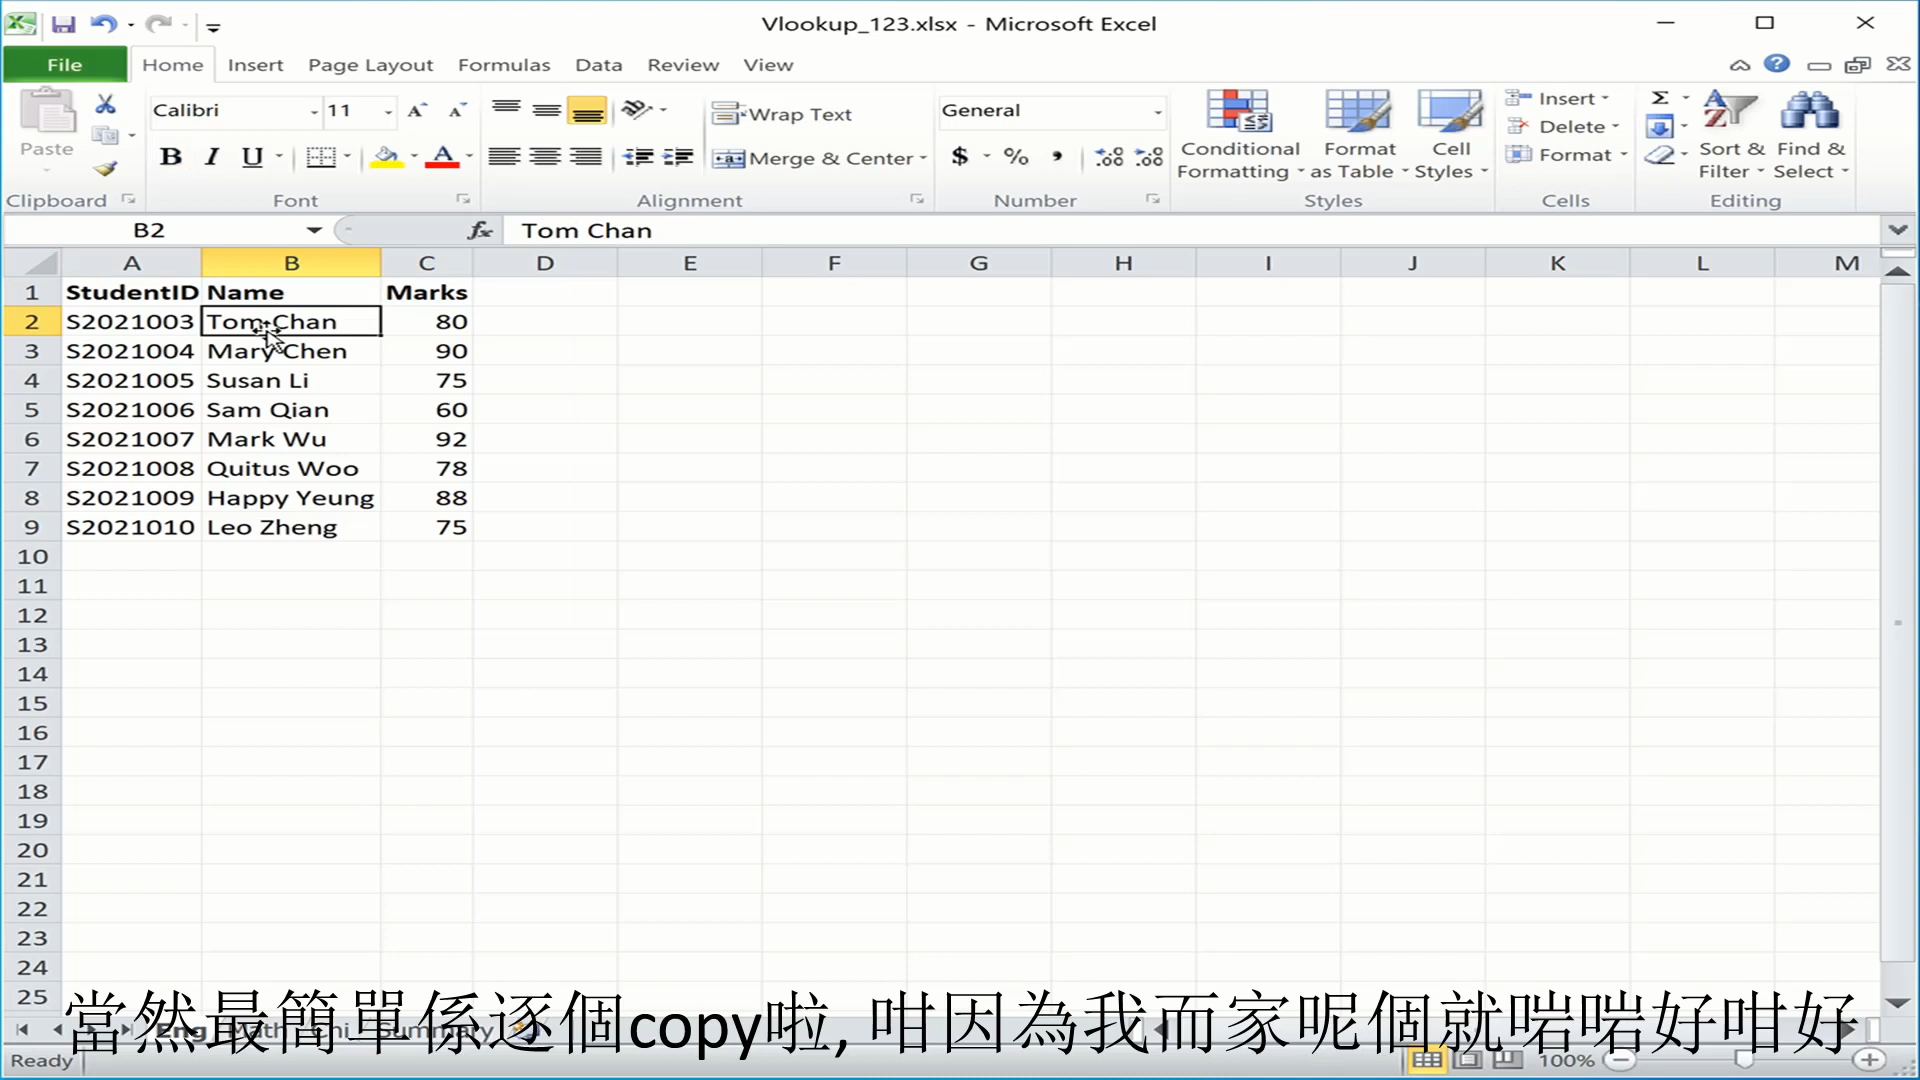 Vlookup_123.xlsx - Microsoft Excel
File Home Insert Page Layout Formulas Data Review View
Paste
Calibri 11
B I U
Wrap Text
Merge & Center
General
$ % ,
Conditional Formatting
Format as Table
Cell Styles
Insert
Delete
Format
Σ
Sort & Filter
Find & Select
Clipboard Font Alignment Number Styles Cells Editing
B2 fx Tom Chan
A B C D E F G H I J K L M
1 StudentID Name Marks
2 S2021003 Tom Chan 80
3 S2021004 Mary Chen 90
4 S2021005 Susan Li 75
5 S2021006 Sam Qian 60
6 S2021007 Mark Wu 92
7 S2021008 Quitus Woo 78
8 S2021009 Happy Yeung 88
9 S2021010 Leo Zheng 75
10
11
12
13
14
15
16
17
18
19
20
21
22
23
24
25
當然最簡單係逐個copy啦, 咁因為我而家呢個就啱啱好咁好
Eng Math Chi Summary
Ready 100%